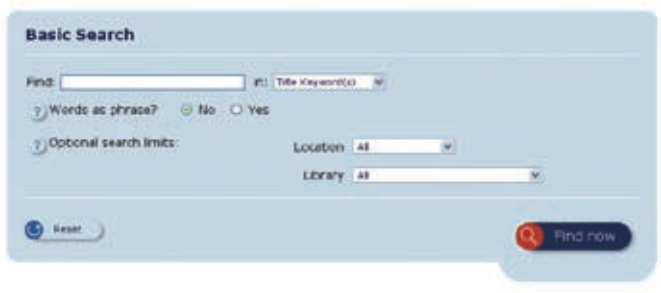 Basic Search
Find: in: Title Keyword(s)
? Words as phrase? No Yes
? Optional search limits: Location All
Library All
Reset Find now